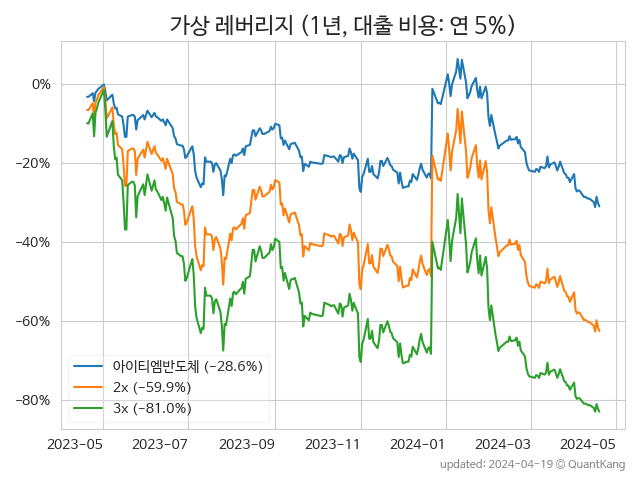 가상 레버리지 (1년, 대출 비용: 연 5%)
0%
−20%
−40%
−60%
−80%
아이티엠반도체 (−28.6%)
2x (−59.9%)
3x (−81.0%)
2023-05 2023-07 2023-09 2023-11 2024-01 2024-03 2024-05
updated: 2024-04-19 © QuantKang